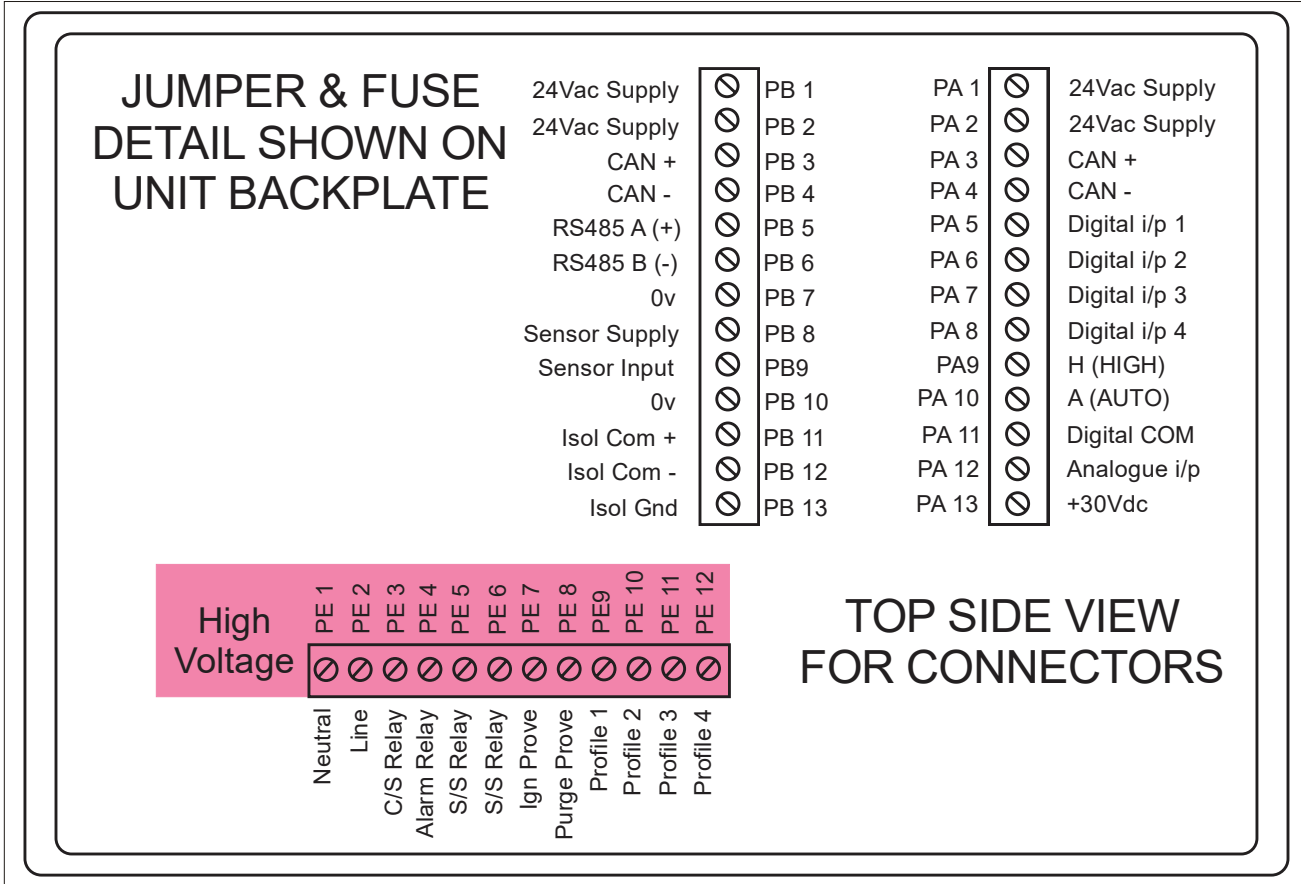 JUMPER & FUSE
DETAIL SHOWN ON
UNIT BACKPLATE
24Vac Supply PB 1
24Vac Supply PB 2
CAN + PB 3
CAN - PB 4
RS485 A (+) PB 5
RS485 B (-) PB 6
0v PB 7
Sensor Supply PB 8
Sensor Input PB9
0v PB 10
Isol Com + PB 11
Isol Com - PB 12
Isol Gnd PB 13
PA 1 24Vac Supply
PA 2 24Vac Supply
PA 3 CAN +
PA 4 CAN -
PA 5 Digital i/p 1
PA 6 Digital i/p 2
PA 7 Digital i/p 3
PA 8 Digital i/p 4
PA9 H (HIGH)
PA 10 A (AUTO)
PA 11 Digital COM
PA 12 Analogue i/p
PA 13 +30Vdc
High
Voltage
PE 1
PE 2
PE 3
PE 4
PE 5
PE 6
PE 7
PE 8
PE9
PE 10
PE 11
PE 12
Neutral
Line
C/S Relay
Alarm Relay
S/S Relay
S/S Relay
Ign Prove
Purge Prove
Profile 1
Profile 2
Profile 3
Profile 4
TOP SIDE VIEW
FOR CONNECTORS